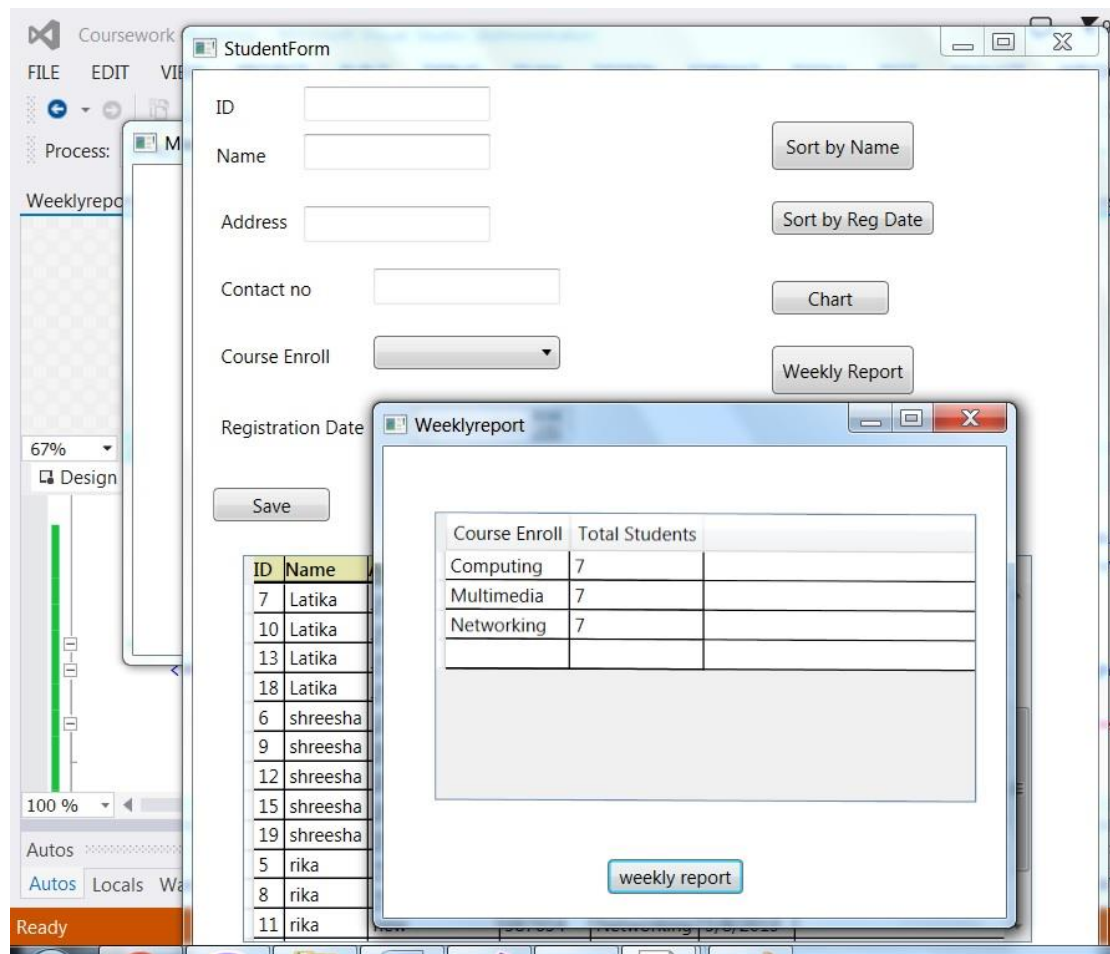 Coursework
StudentForm
FILE EDIT
ID
Process: M
Name
Sort by Name
Weeklyrepo
Address
Sort by Reg Date
Contact no
Chart
Course Enroll
Weekly Report
Registration Date
Weeklyreport
67%
Design
Save
Course Enroll Total Students
Computing 7
Multimedia 7
Networking 7
ID Name
7 Latika
10 Latika
13 Latika
18 Latika
6 shreesha
9 shreesha
12 shreesha
15 shreesha
19 shreesha
5 rika
8 rika
11 rika
100 %
Autos
Autos Locals
weekly report
Ready